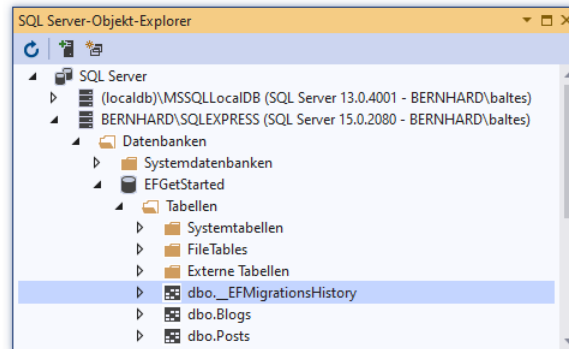 SQL Server-Objekt-Explorer
SQL Server
(localdb)\MSSQLLocalDB (SQL Server 13.0.4001 - BERNHARD\baltes)
BERNHARD\SQLEXPRESS (SQL Server 15.0.2080 - BERNHARD\baltes)
Datenbanken
Systemdatenbanken
EFGetStarted
Tabellen
Systemtabellen
FileTables
Externe Tabellen
dbo.__EFMigrationsHistory
dbo.Blogs
dbo.Posts